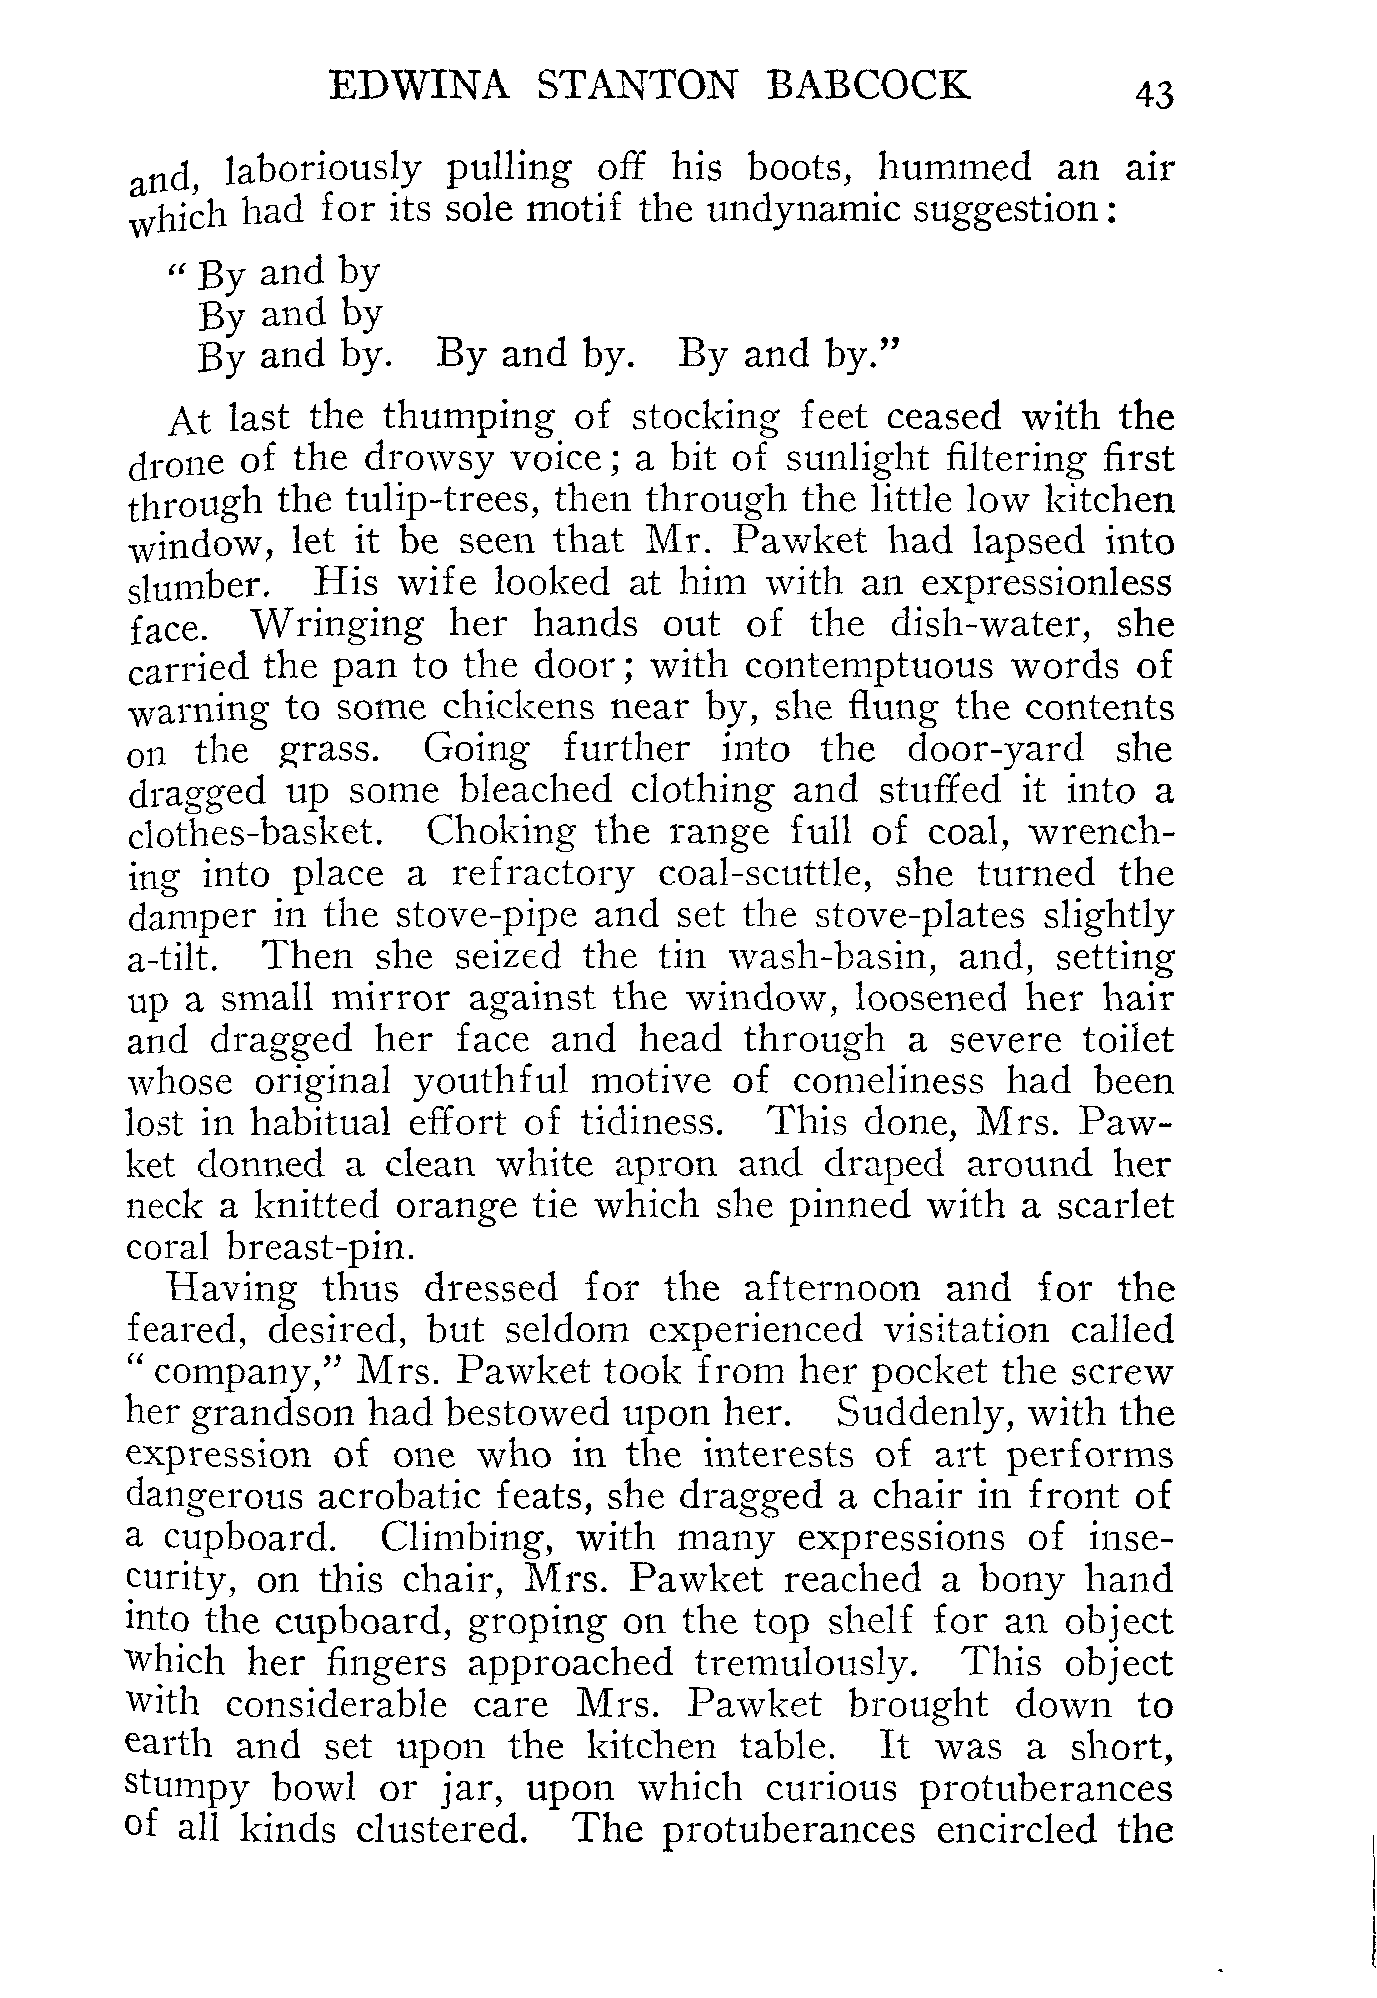 EDWINA STANTON BABCOCK 43
and, laboriously pulling off his boots, hummed an air
which had for its sole motif the undynamic suggestion:
" By and by
By and by
By and by. By and by. By and by."
At last the thumping of stocking feet ceased with the
drone of the drowsy voice; a bit of sunlight filtering first
through the tulip-trees, then through the little low kitchen
window, let it be seen that Mr. Pawket had lapsed into
slumber. His wife looked at him with an expressionless
face. Wringing her hands out of the dish-water, she
carried the pan to the door; with contemptuous words of
warning to some chickens near by, she flung the contents
on the grass. Going further into the door-yard she
dragged up some bleached clothing and stuffed it into a
clothes-basket. Choking the range full of coal, wrench-
ing into place a refractory coal-scuttle, she turned the
damper in the stove-pipe and set the stove-plates slightly
a-tilt. Then she seized the tin wash-basin, and, setting
up a small mirror against the window, loosened her hair
and dragged her face and head through a severe toilet
whose original youthful motive of comeliness had been
lost in habitual effort of tidiness. This done, Mrs. Paw-
ket donned a clean white apron and draped around her
neck a knitted orange tie which she pinned with a scarlet
coral breast-pin.
Having thus dressed for the afternoon and for the
feared, desired, but seldom experienced visitation called
" company," Mrs. Pawket took from her pocket the screw
her grandson had bestowed upon her. Suddenly, with the
expression of one who in the interests of art performs
dangerous acrobatic feats, she dragged a chair in front of
a cupboard. Climbing, with many expressions of inse-
curity, on this chair, Mrs. Pawket reached a bony hand
into the cupboard, groping on the top shelf for an object
which her fingers approached tremulously. This object
with considerable care Mrs. Pawket brought down to
earth and set upon the kitchen table. It was a short,
stumpy bowl or jar, upon which curious protuberances
of all kinds clustered. The protuberances encircled the